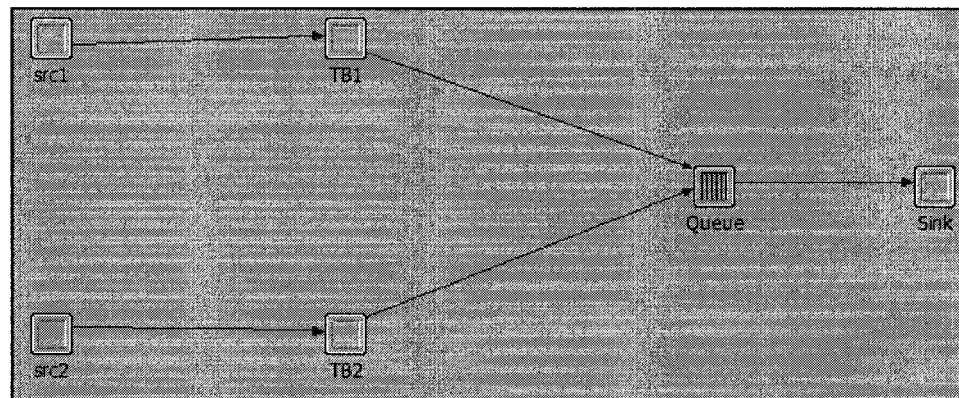 src1
TB1
Queue
Sink
src2
TB2